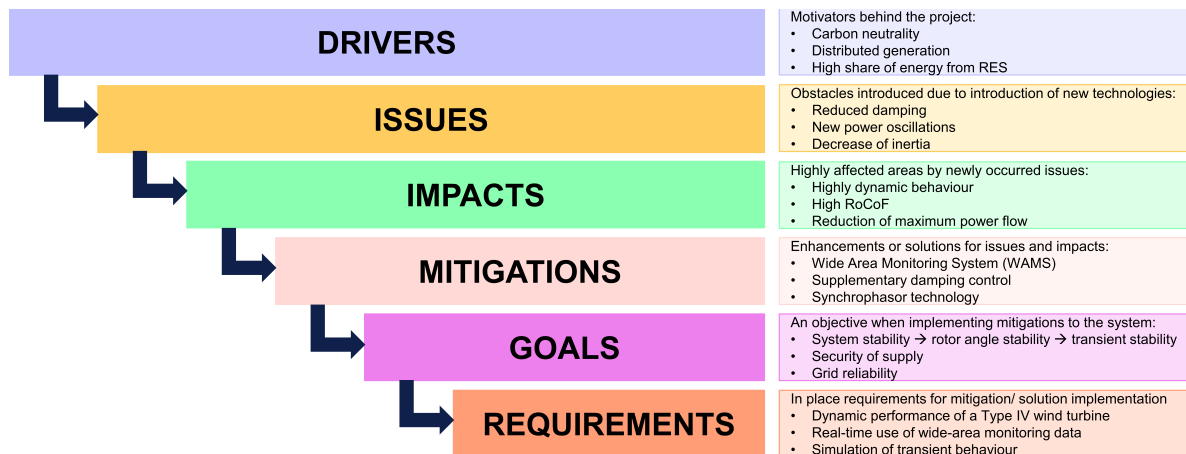 DRIVERS
Motivators behind the project:
• Carbon neutrality
• Distributed generation
• High share of energy from RES
ISSUES
Obstacles introduced due to introduction of new technologies:
• Reduced damping
• New power oscillations
• Decrease of inertia
IMPACTS
Highly affected areas by newly occurred issues:
• Highly dynamic behaviour
• High RoCoF
• Reduction of maximum power flow
MITIGATIONS
Enhancements or solutions for issues and impacts:
• Wide Area Monitoring System (WAMS)
• Supplementary damping control
• Synchrophasor technology
GOALS
An objective when implementing mitigations to the system:
• System stability → rotor angle stability → transient stability
• Security of supply
• Grid reliability
REQUIREMENTS
In place requirements for mitigation/ solution implementation
• Dynamic performance of a Type IV wind turbine
• Real-time use of wide-area monitoring data
• Simulation of transient behaviour